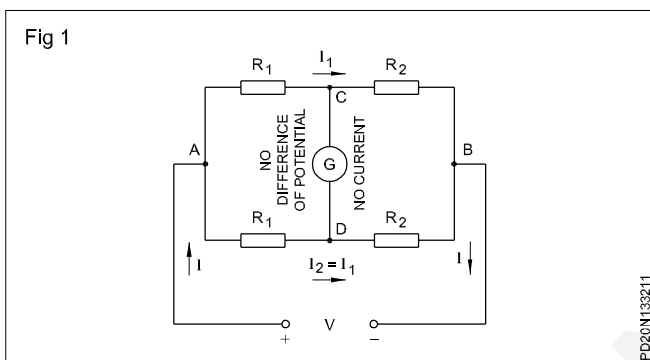 Fig 1
I1
R1
R2
C
A
B
NO
DIFFERENCE
OF POTENTIAL
G
NO CURRENT
R1
D
R2
I
I2 = I1
I
V
+
−
PD20N133211